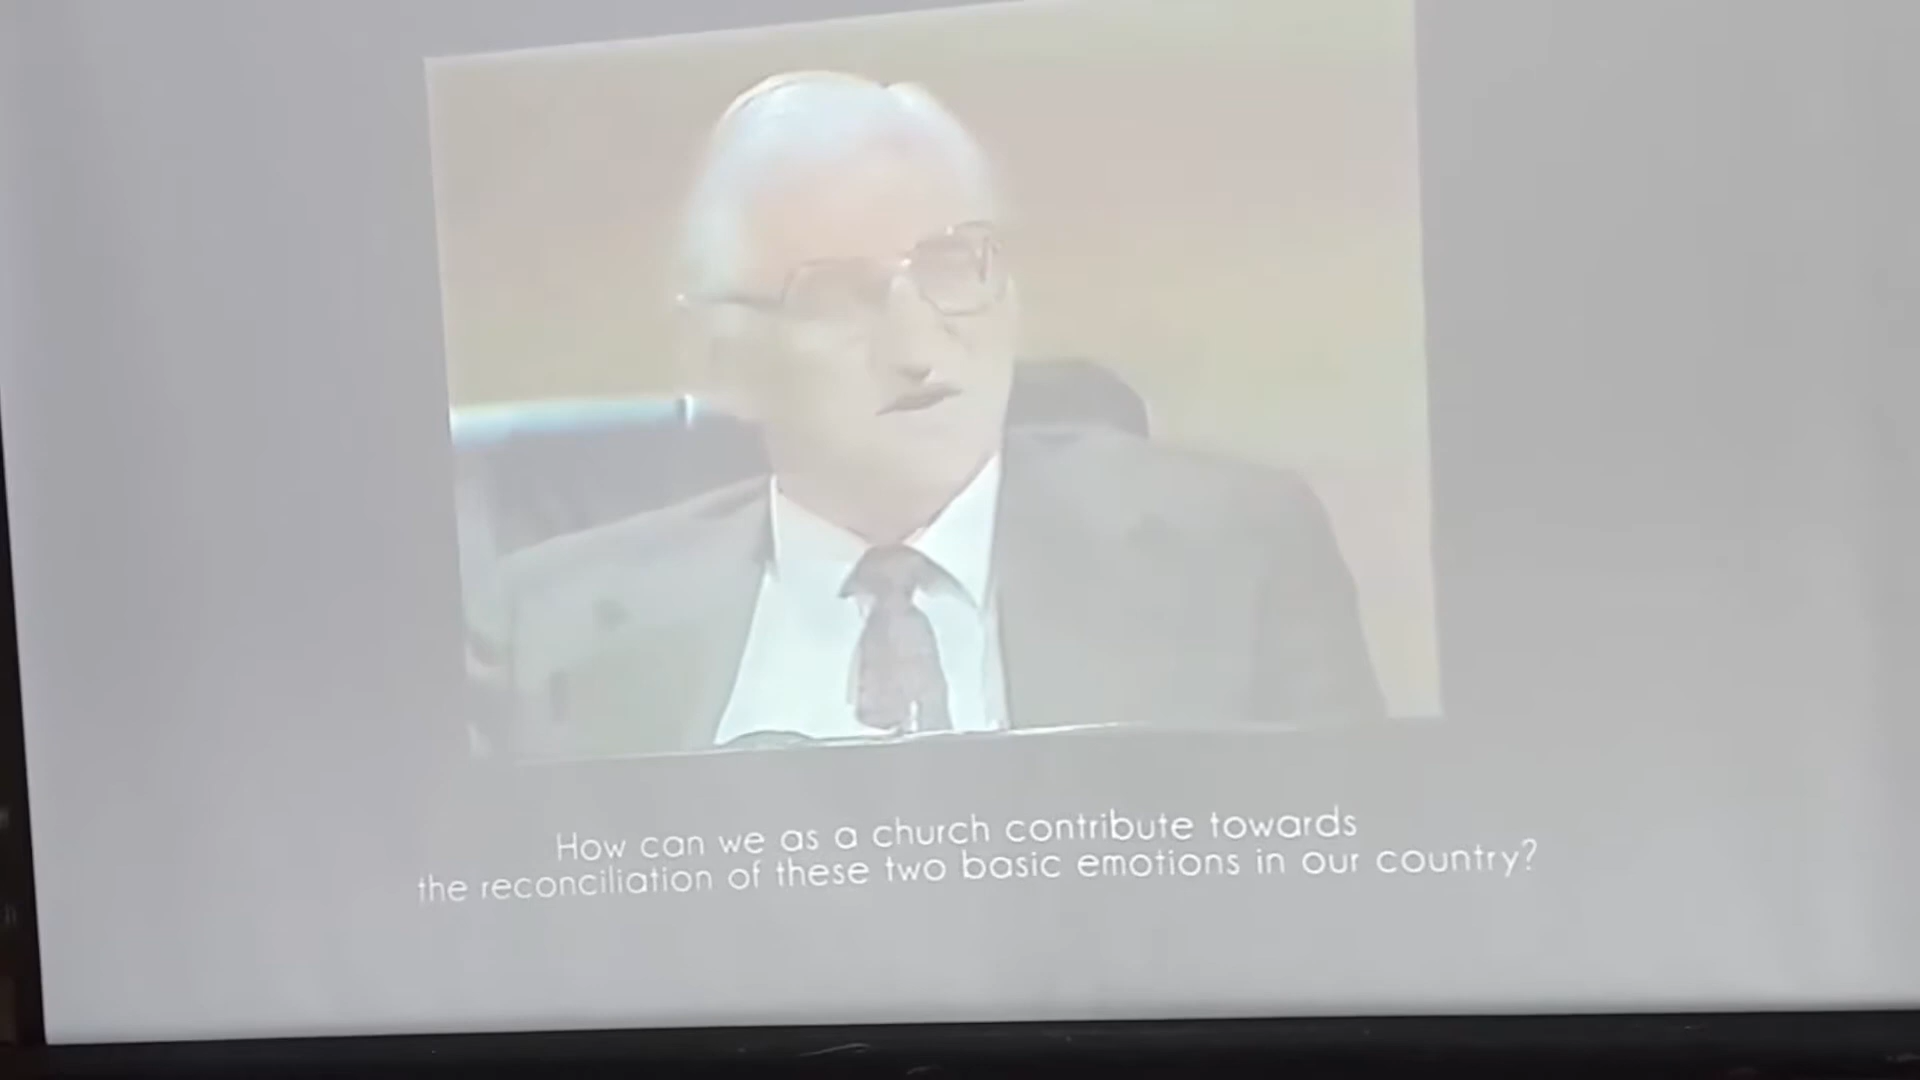 How can we as a church contribute towards
the reconciliation of these two basic emotions in our country?